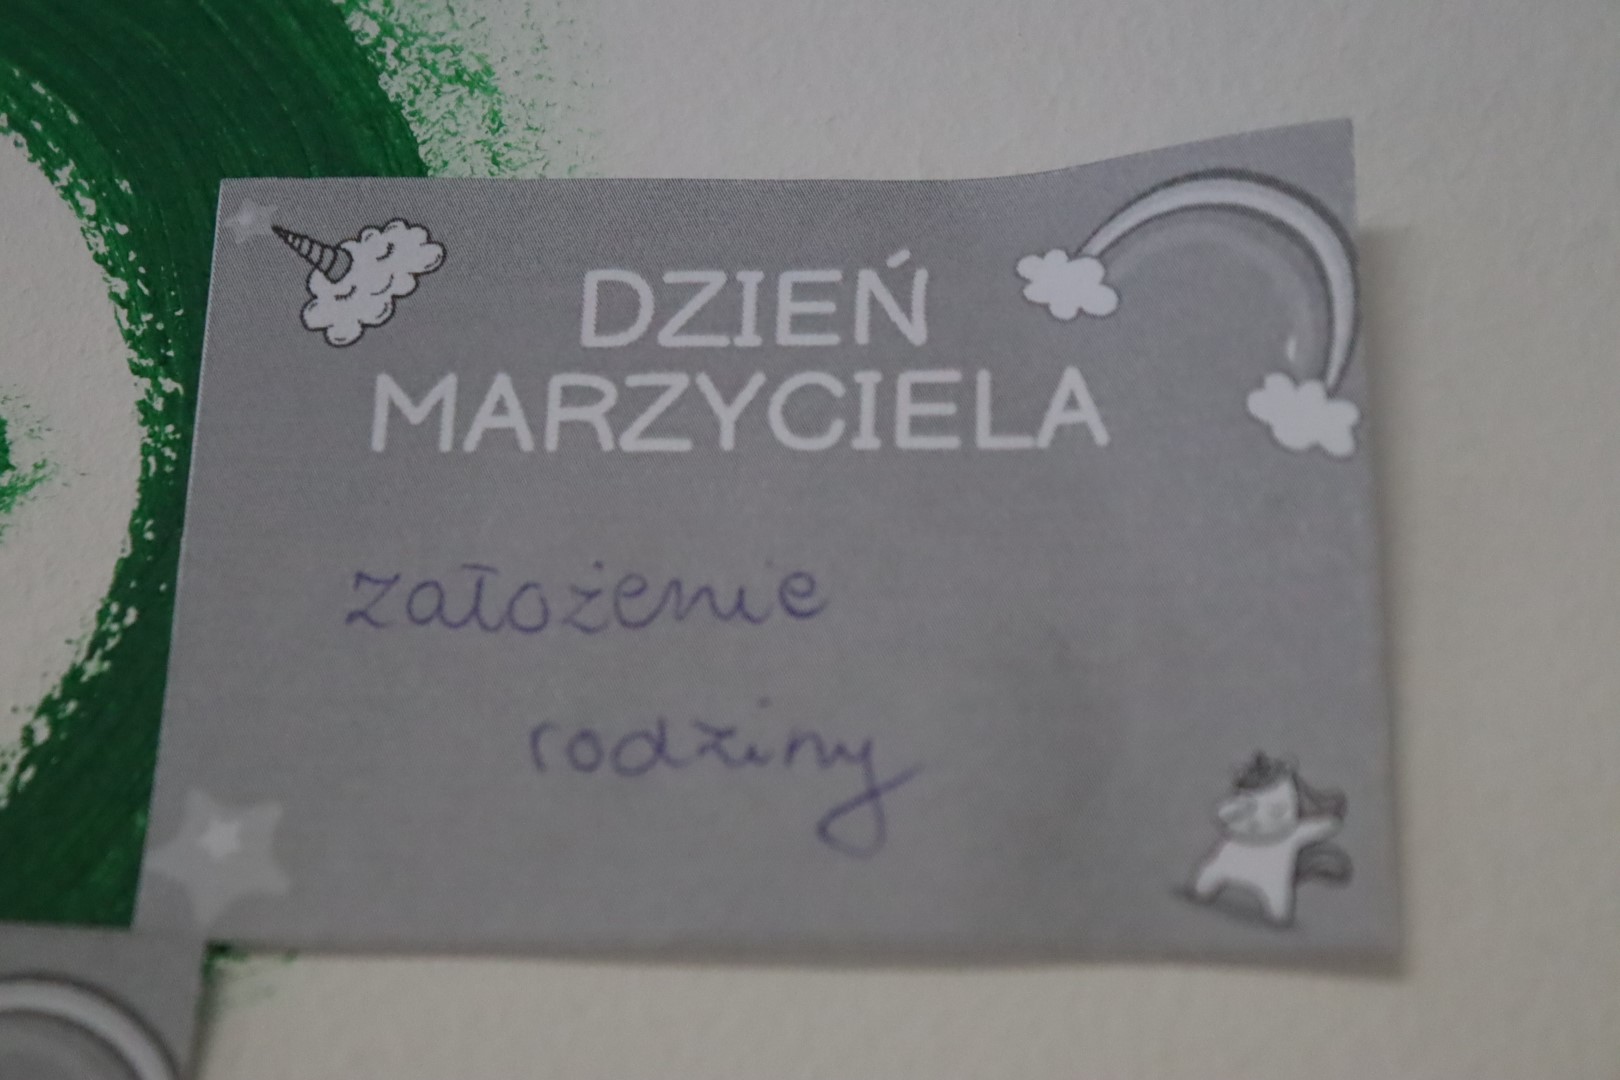 DZIEŃ
MARZYCIELA
założenie
rodziny